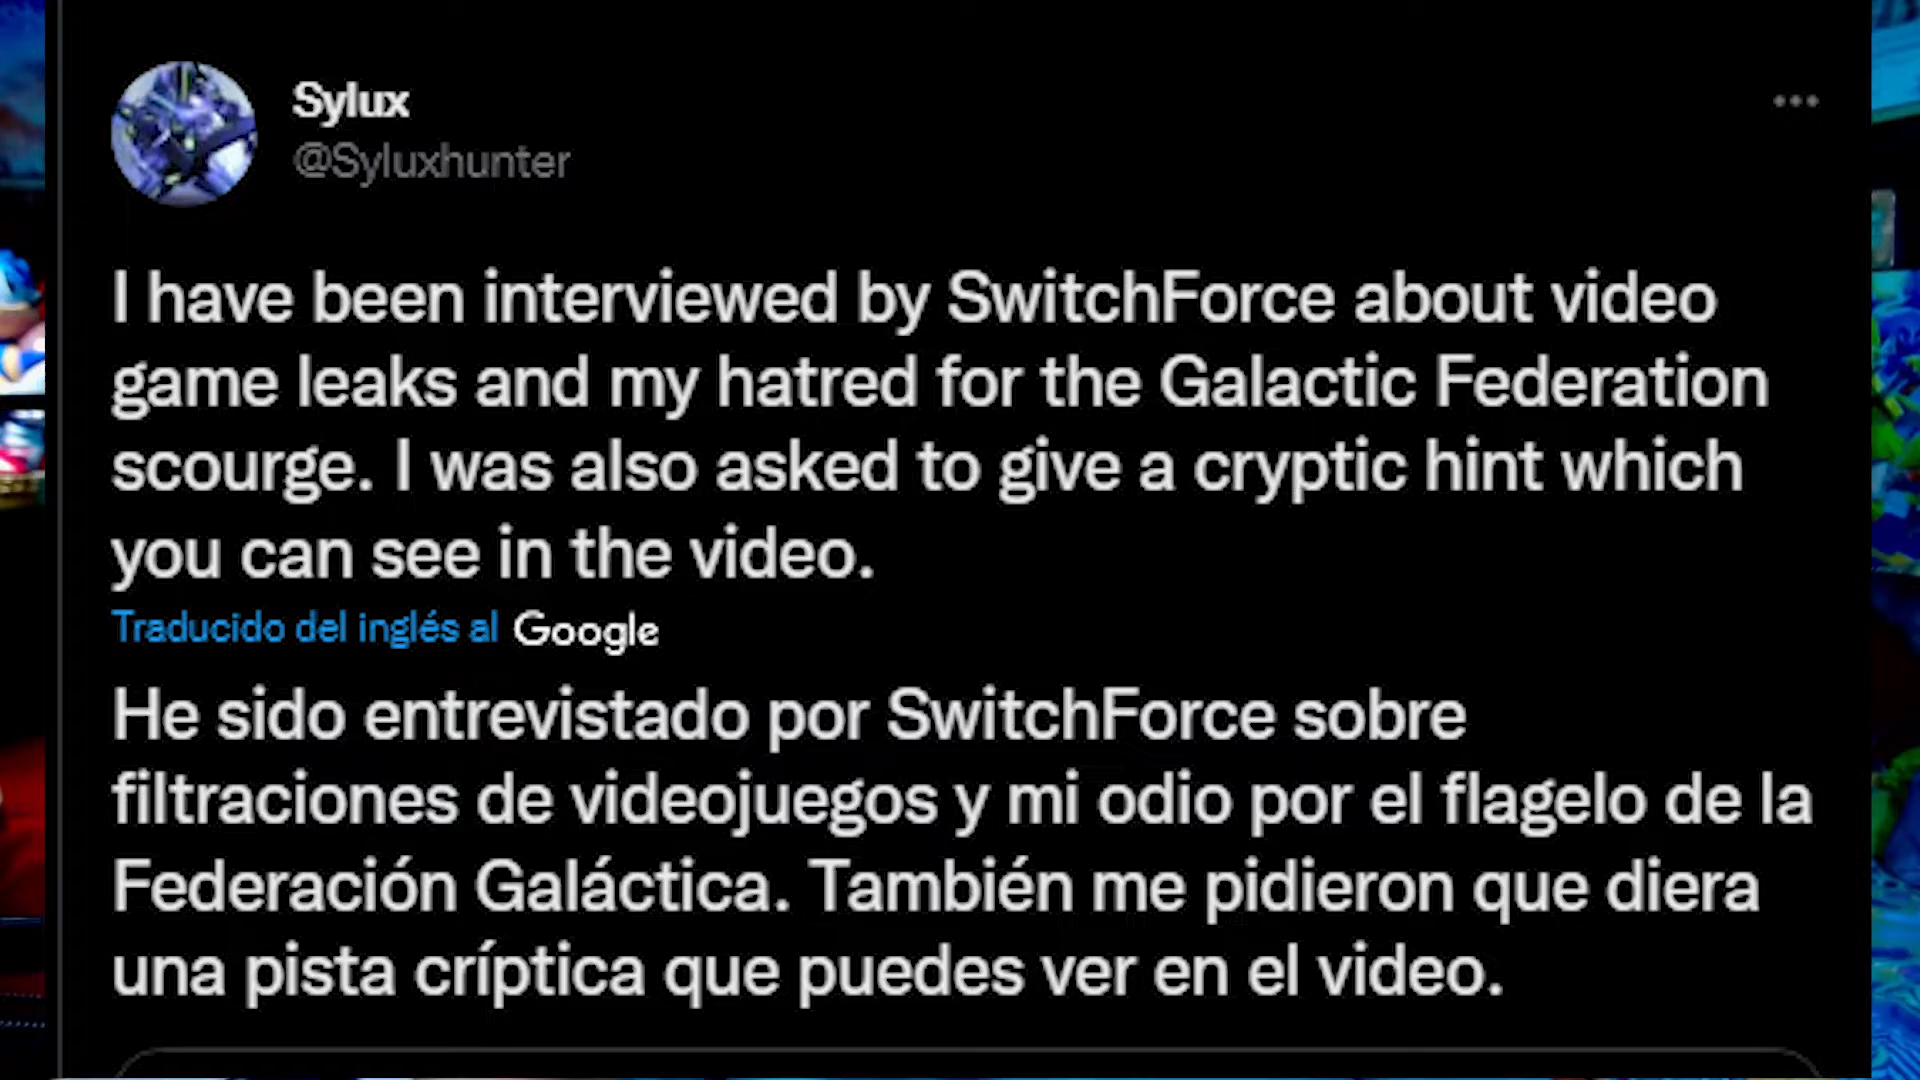 Sylux
@Syluxhunter
I have been interviewed by SwitchForce about video
game leaks and my hatred for the Galactic Federation
scourge. I was also asked to give a cryptic hint which
you can see in the video.
Traducido del inglés al Google
He sido entrevistado por SwitchForce sobre
filtraciones de videojuegos y mi odio por el flagelo de la
Federación Galáctica. También me pidieron que diera
una pista críptica que puedes ver en el video.